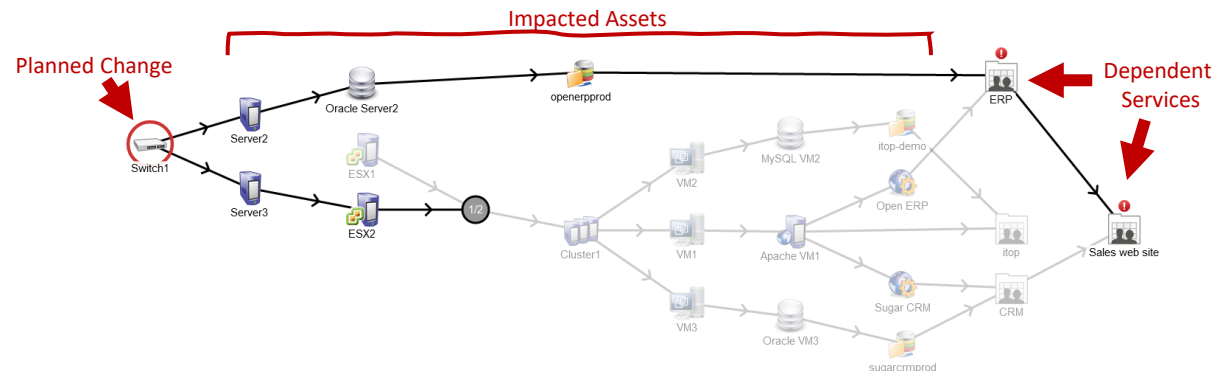 Impacted Assets
Planned Change
Dependent
Services
ERP
openerpprod
Oracle Server2
Server2
Switch1
ESX1
MySQL VM2
itop-demo
VM2
Open ERP
Server3
ESX2
1/2
Cluster1
VM1
Apache VM1
itop
Sales web site
Sugar CRM
CRM
VM3
Oracle VM3
sugarcrmprod